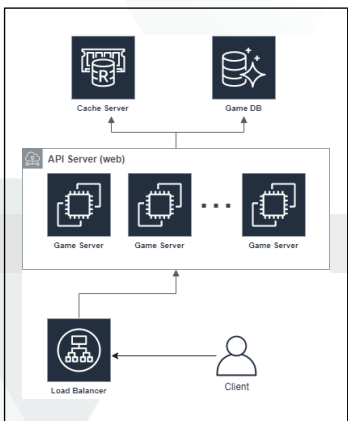 R
Cache Server
Game DB
API Server (web)
Game Server
Game Server
Game Server
Load Balancer
Client